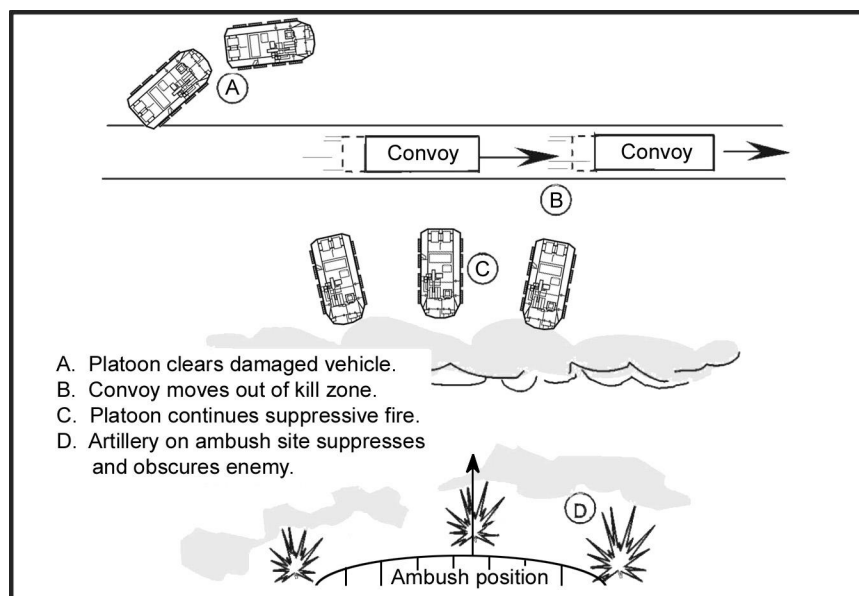 A
Convoy
Convoy
B
C
A. Platoon clears damaged vehicle.
B. Convoy moves out of kill zone.
C. Platoon continues suppressive fire.
D. Artillery on ambush site suppresses
and obscures enemy.
D
Ambush position